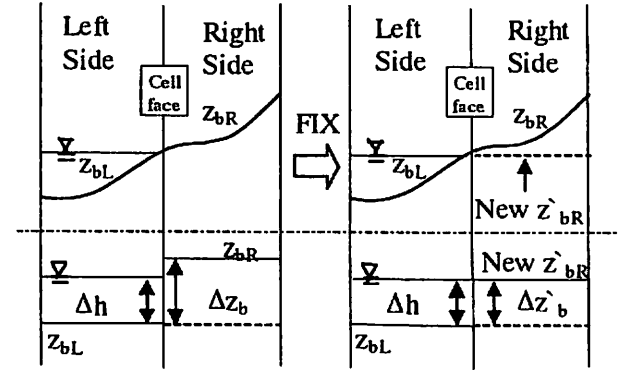 Left
Side
Right
Side
Cell
face
z_bR
z_bL
FIX
Left
Side
Right
Side
Cell
face
z_bR
z_bL
New z`_bR
z_bR
Δh
Δz_b
z_bL
New z`_bR
Δh
Δz`_b
z_bL